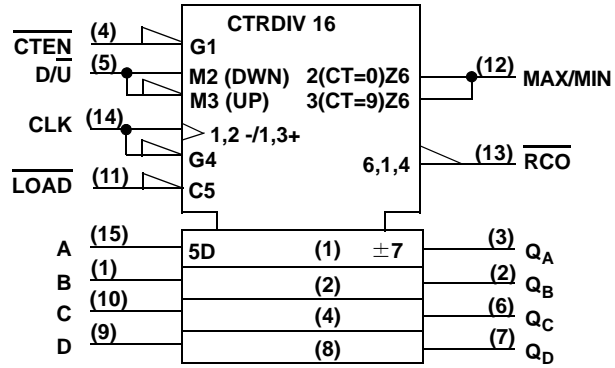 CTRDIV 16
CTEN (4) G1
D/U (5) M2 (DWN) 2(CT=0)Z6 (12) MAX/MIN
M3 (UP) 3(CT=9)Z6
CLK (14) 1,2 -/1,3+
G4 6,1,4 (13) RCO
LOAD (11) C5
A (15) 5D (1) ±7 (3) QA
B (1) (2) (2) QB
C (10) (4) (6) QC
D (9) (8) (7) QD